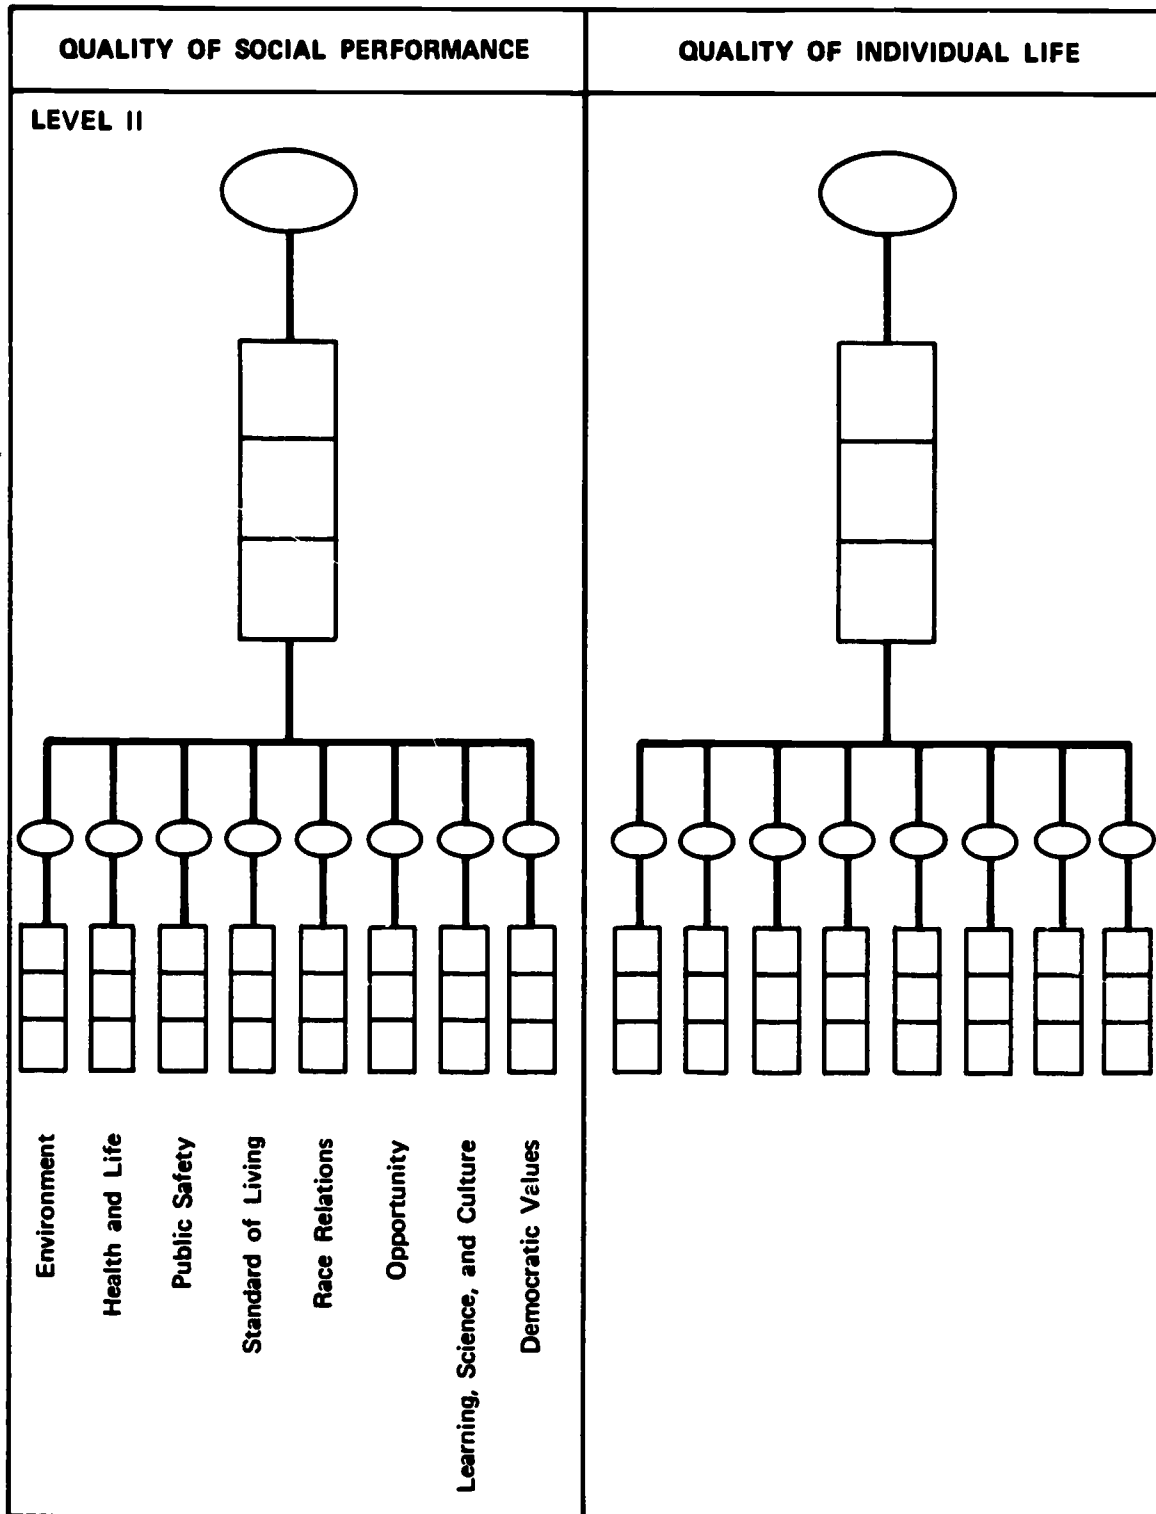 QUALITY OF SOCIAL PERFORMANCE
QUALITY OF INDIVIDUAL LIFE
LEVEL II
Environment
Health and Life
Public Safety
Standard of Living
Race Relations
Opportunity
Learning, Science, and Culture
Democratic Values